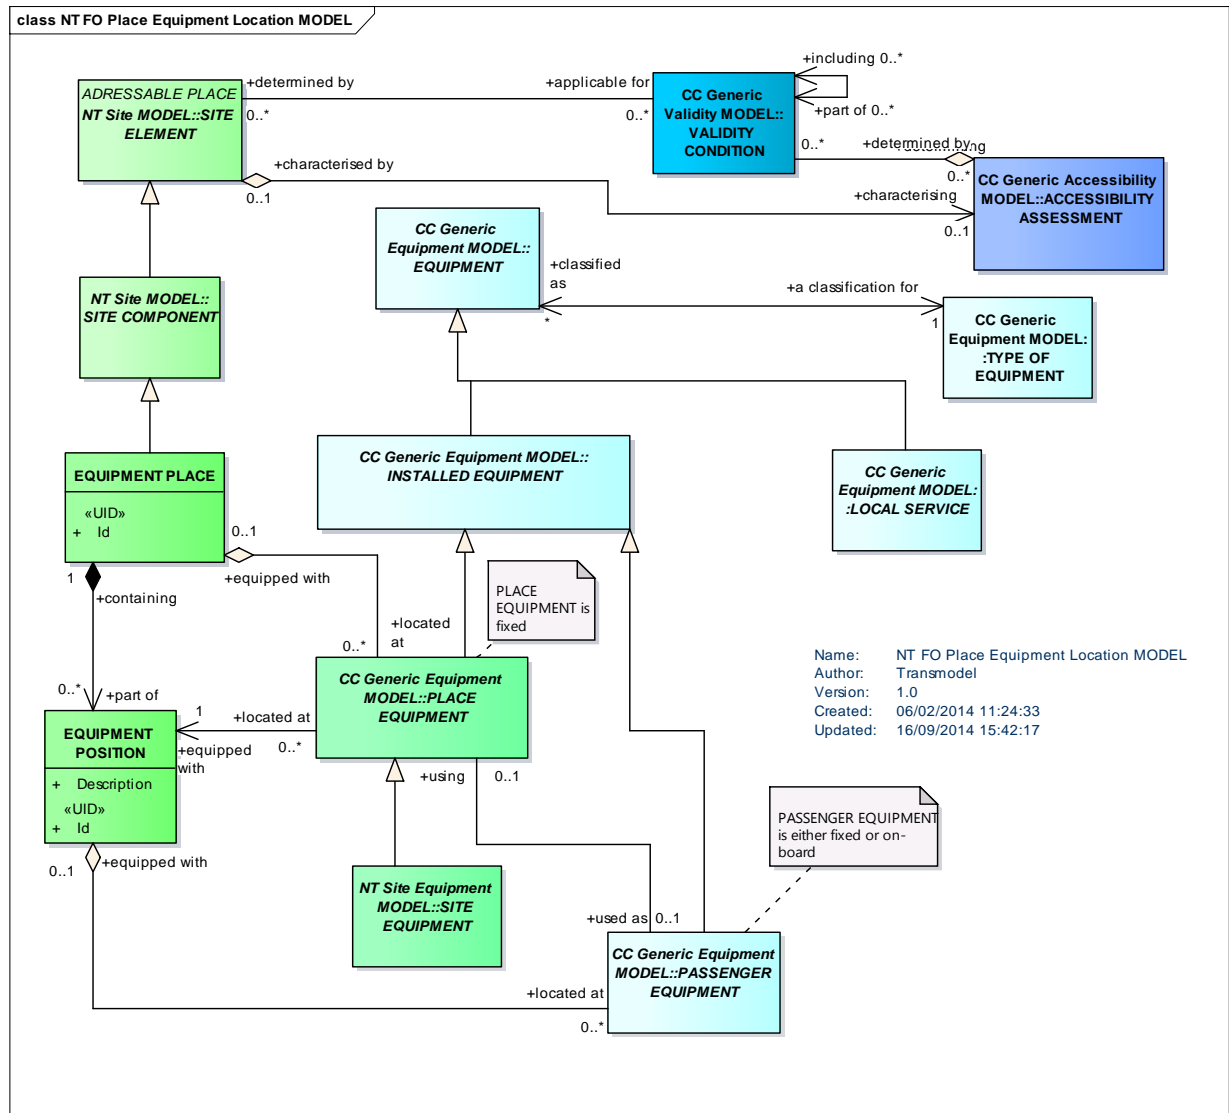 class NT FO Place Equipment Location MODEL
+including 0..*
+determined by
+applicable for
ADRESSABLE PLACE
NT Site MODEL::SITE
ELEMENT
0..*
0..*
CC Generic
Validity MODEL::
VALIDITY
CONDITION
+part of 0..*
0..*
+determined by
0..*
+characterised by
0..1
+characterising
0..1
CC Generic Accessibility
MODEL::ACCESSIBILITY
ASSESSMENT
CC Generic
Equipment MODEL::
EQUIPMENT
+classified
as
*
+a classification for
1
NT Site MODEL::
SITE COMPONENT
CC Generic
Equipment MODEL:
:TYPE OF
EQUIPMENT
EQUIPMENT PLACE
«UID»
+ Id
0..1
+equipped with
CC Generic Equipment MODEL::
INSTALLED EQUIPMENT
CC Generic
Equipment MODEL:
:LOCAL SERVICE
1
+containing
PLACE
EQUIPMENT is
fixed
+located
at
0..*
0..*
+part of
CC Generic Equipment
MODEL::PLACE
EQUIPMENT
Name: NT FO Place Equipment Location MODEL
Author: Transmodel
Version: 1.0
Created: 06/02/2014 11:24:33
Updated: 16/09/2014 15:42:17
1
+located at
0..*
+equipped
with
EQUIPMENT
POSITION
+ Description
«UID»
+ Id
+using
0..1
PASSENGER EQUIPMENT
is either fixed or on-
board
0..1
+equipped with
NT Site Equipment
MODEL::SITE
EQUIPMENT
+used as 0..1
CC Generic Equipment
MODEL::PASSENGER
EQUIPMENT
+located at
0..*